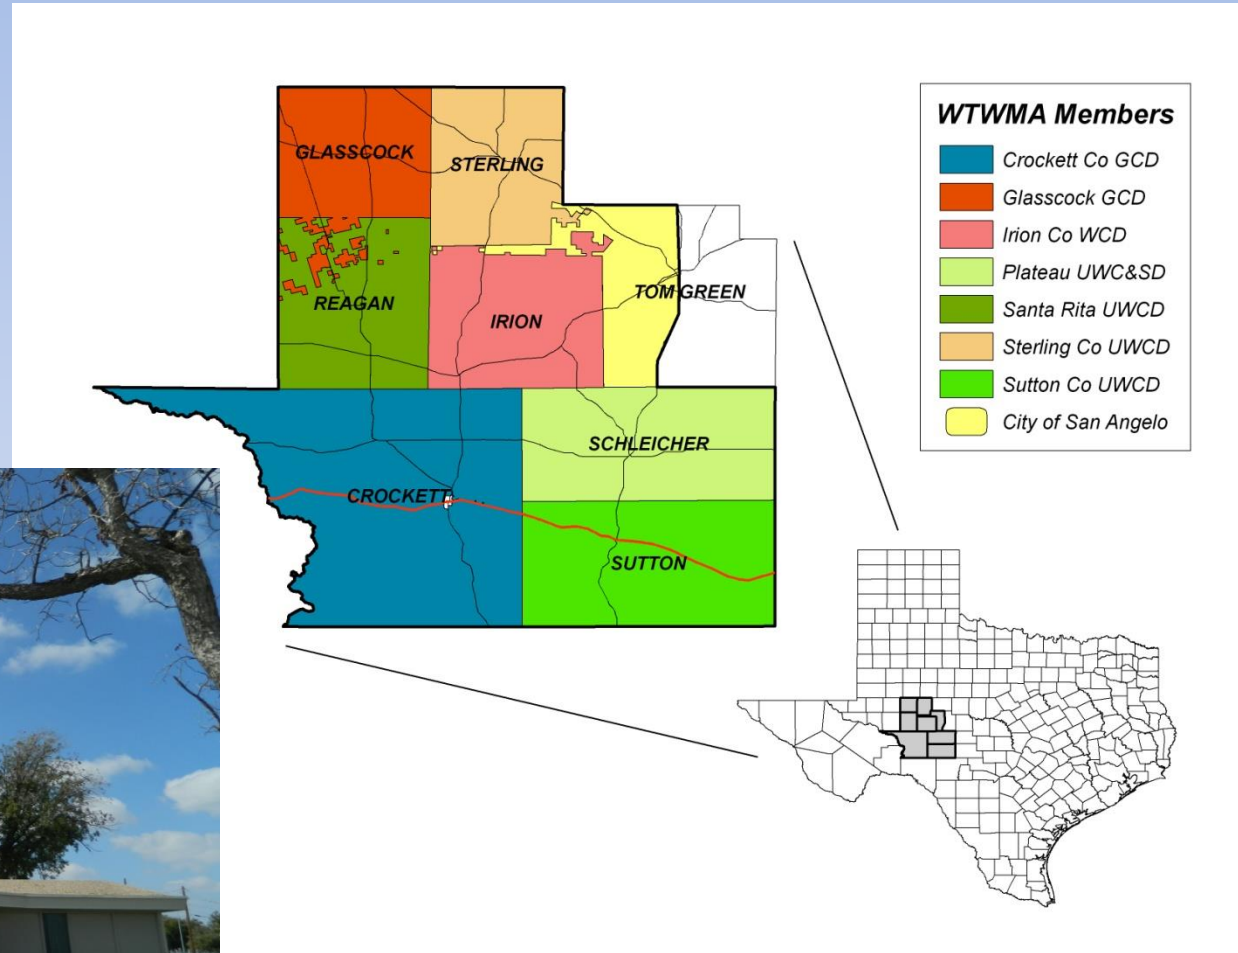 GLASSCOCK
STERLING
REAGAN
IRION
TOM GREEN
SCHLEICHER
CROCKETT
SUTTON
WTWMA Members
Crockett Co GCD
Glasscock GCD
Irion Co WCD
Plateau UWC&SD
Santa Rita UWCD
Sterling Co UWCD
Sutton Co UWCD
City of San Angelo